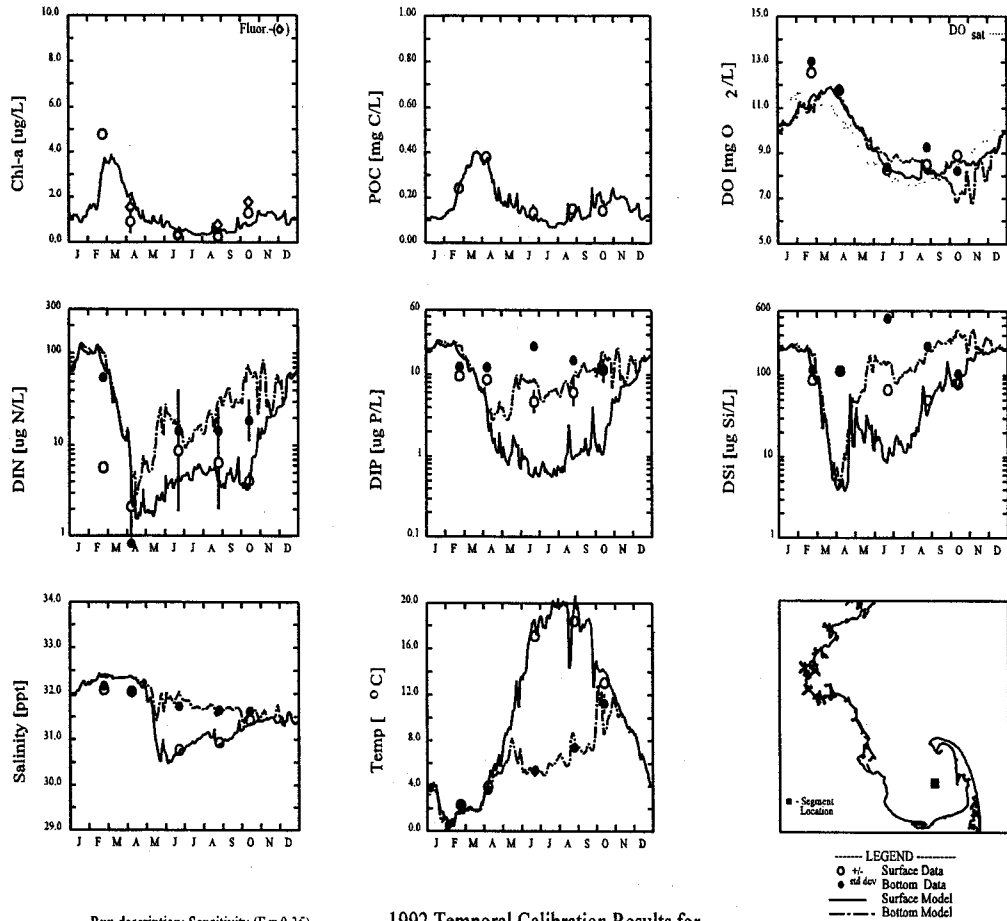 Chl-a [ug/L]
10.0
8.0
6.0
4.0
2.0
0.0
Fluor.-( )
J F M A M J J A S O N D
POC [mg C/L]
1.00
0.80
0.60
0.40
0.20
0.00
J F M A M J J A S O N D
DO [mg O 2/L]
15.0
13.0
11.0
9.0
7.0
5.0
DO sat
J F M A M J J A S O N D
DIN [ug N/L]
300
100
10
1
J F M A M J J A S O N D
DIP [ug P/L]
60
10
1
0.1
J F M A M J J A S O N D
DSi [ug Si/L]
600
100
10
1
J F M A M J J A S O N D
Salinity [ppt]
34.0
33.0
32.0
31.0
30.0
29.0
J F M A M J J A S O N D
Temp [ °C]
20.0
16.0
12.0
8.0
4.0
0.0
J F M A M J J A S O N D
- Segment
Location
LEGEND
+/- Surface Data
std dev Bottom Data
Surface Model
Bottom Model
1992 Temporal Calibration Results for
Run description: Sensitivity